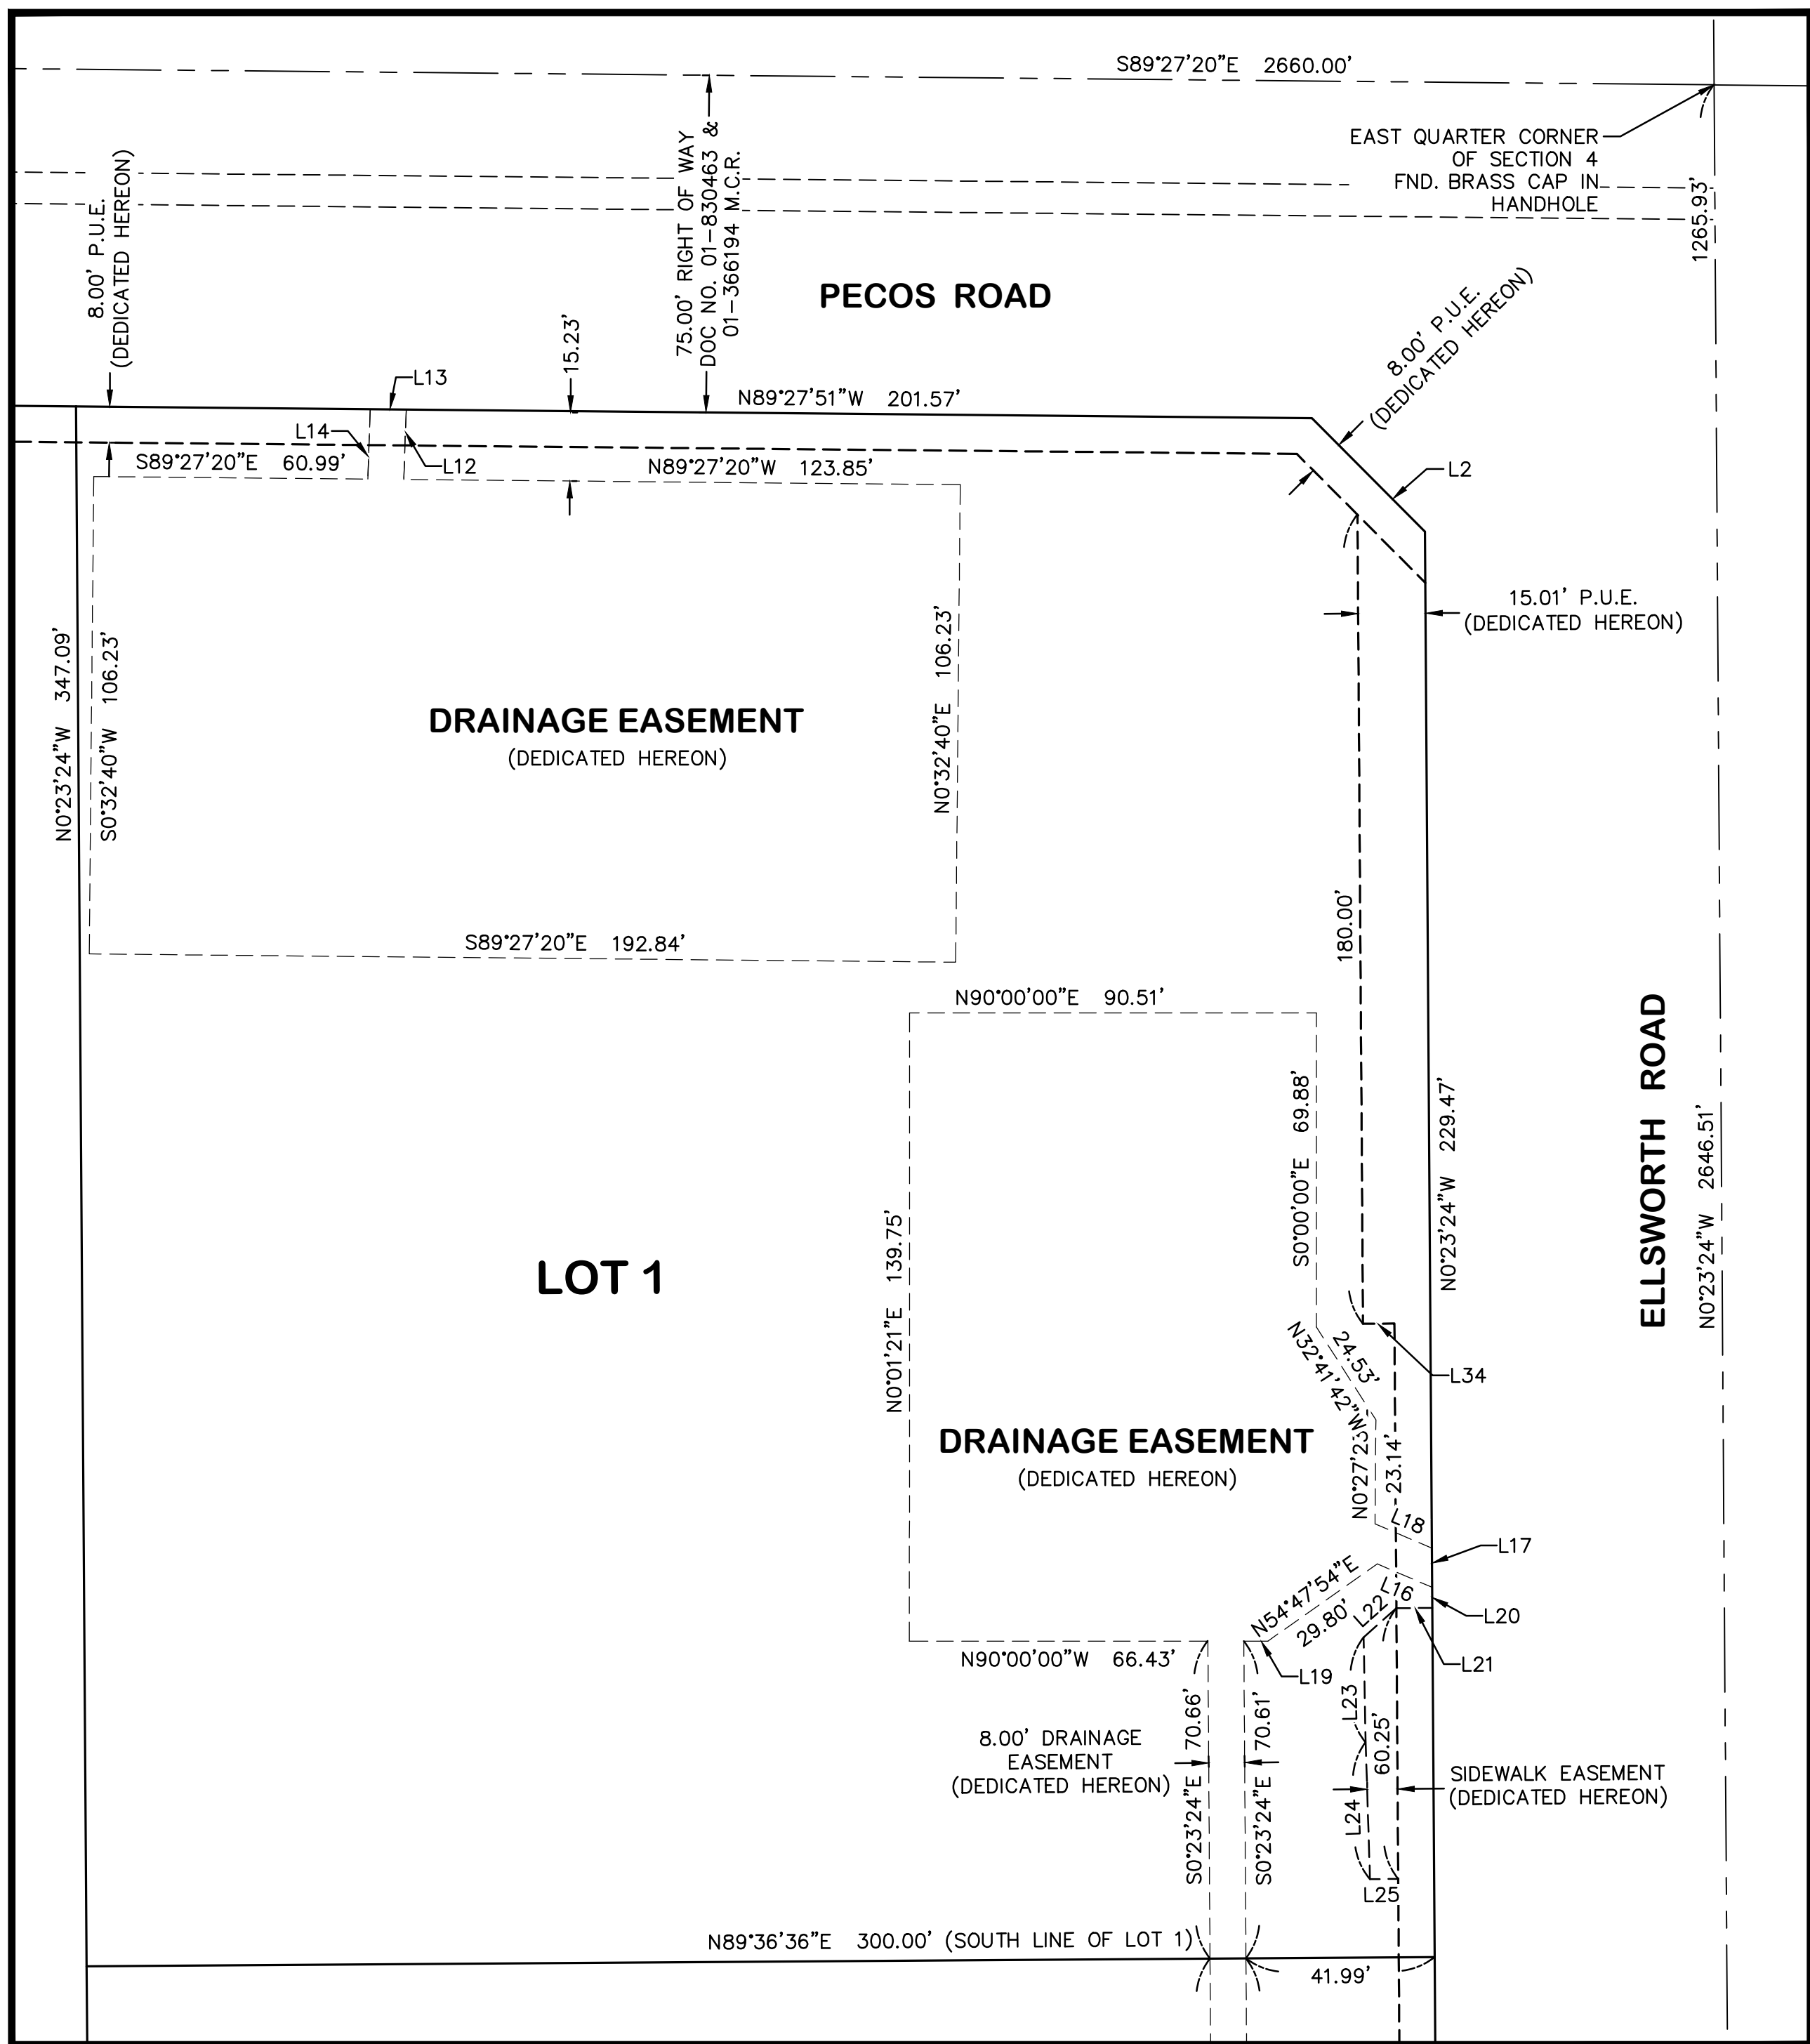 S89°27'20"E 2660.00'
EAST QUARTER CORNER
OF SECTION 4
FND. BRASS CAP IN
HANDHOLE
1265.93'
8.00' P.U.E.
(DEDICATED HEREON)
75.00' RIGHT OF WAY
DOC NO. 01-830463 &
01-366194 M.C.R.
PECOS ROAD
15.23'
8.00' P.U.E.
(DEDICATED HEREON)
L13
N89°27'51"W 201.57'
L14
L12
S89°27'20"E 60.99'
N89°27'20"W 123.85'
L2
15.01' P.U.E.
(DEDICATED HEREON)
N0°23'24"W 347.09'
S0°32'40"W 106.23'
DRAINAGE EASEMENT
(DEDICATED HEREON)
N0°32'40"E 106.23'
180.00'
S89°27'20"E 192.84'
N90°00'00"E 90.51'
S0°00'00"E 69.88'
N0°23'24"W 229.47'
ELLSWORTH ROAD
N0°23'24"W 2646.51'
N0°01'21"E 139.75'
LOT 1
24.53'
N32°41'42"W
L34
DRAINAGE EASEMENT
(DEDICATED HEREON)
N0°27'23"
23.14'
L18
L17
N54°47'54"E
29.80'
L16
L20
L22
L21
N90°00'00"W 66.43'
L19
L23
8.00' DRAINAGE
EASEMENT
(DEDICATED HEREON)
S0°23'24"E 70.66'
S0°23'24"E 70.61'
60.25'
L24
SIDEWALK EASEMENT
(DEDICATED HEREON)
L25
N89°36'36"E 300.00' (SOUTH LINE OF LOT 1)
41.99'